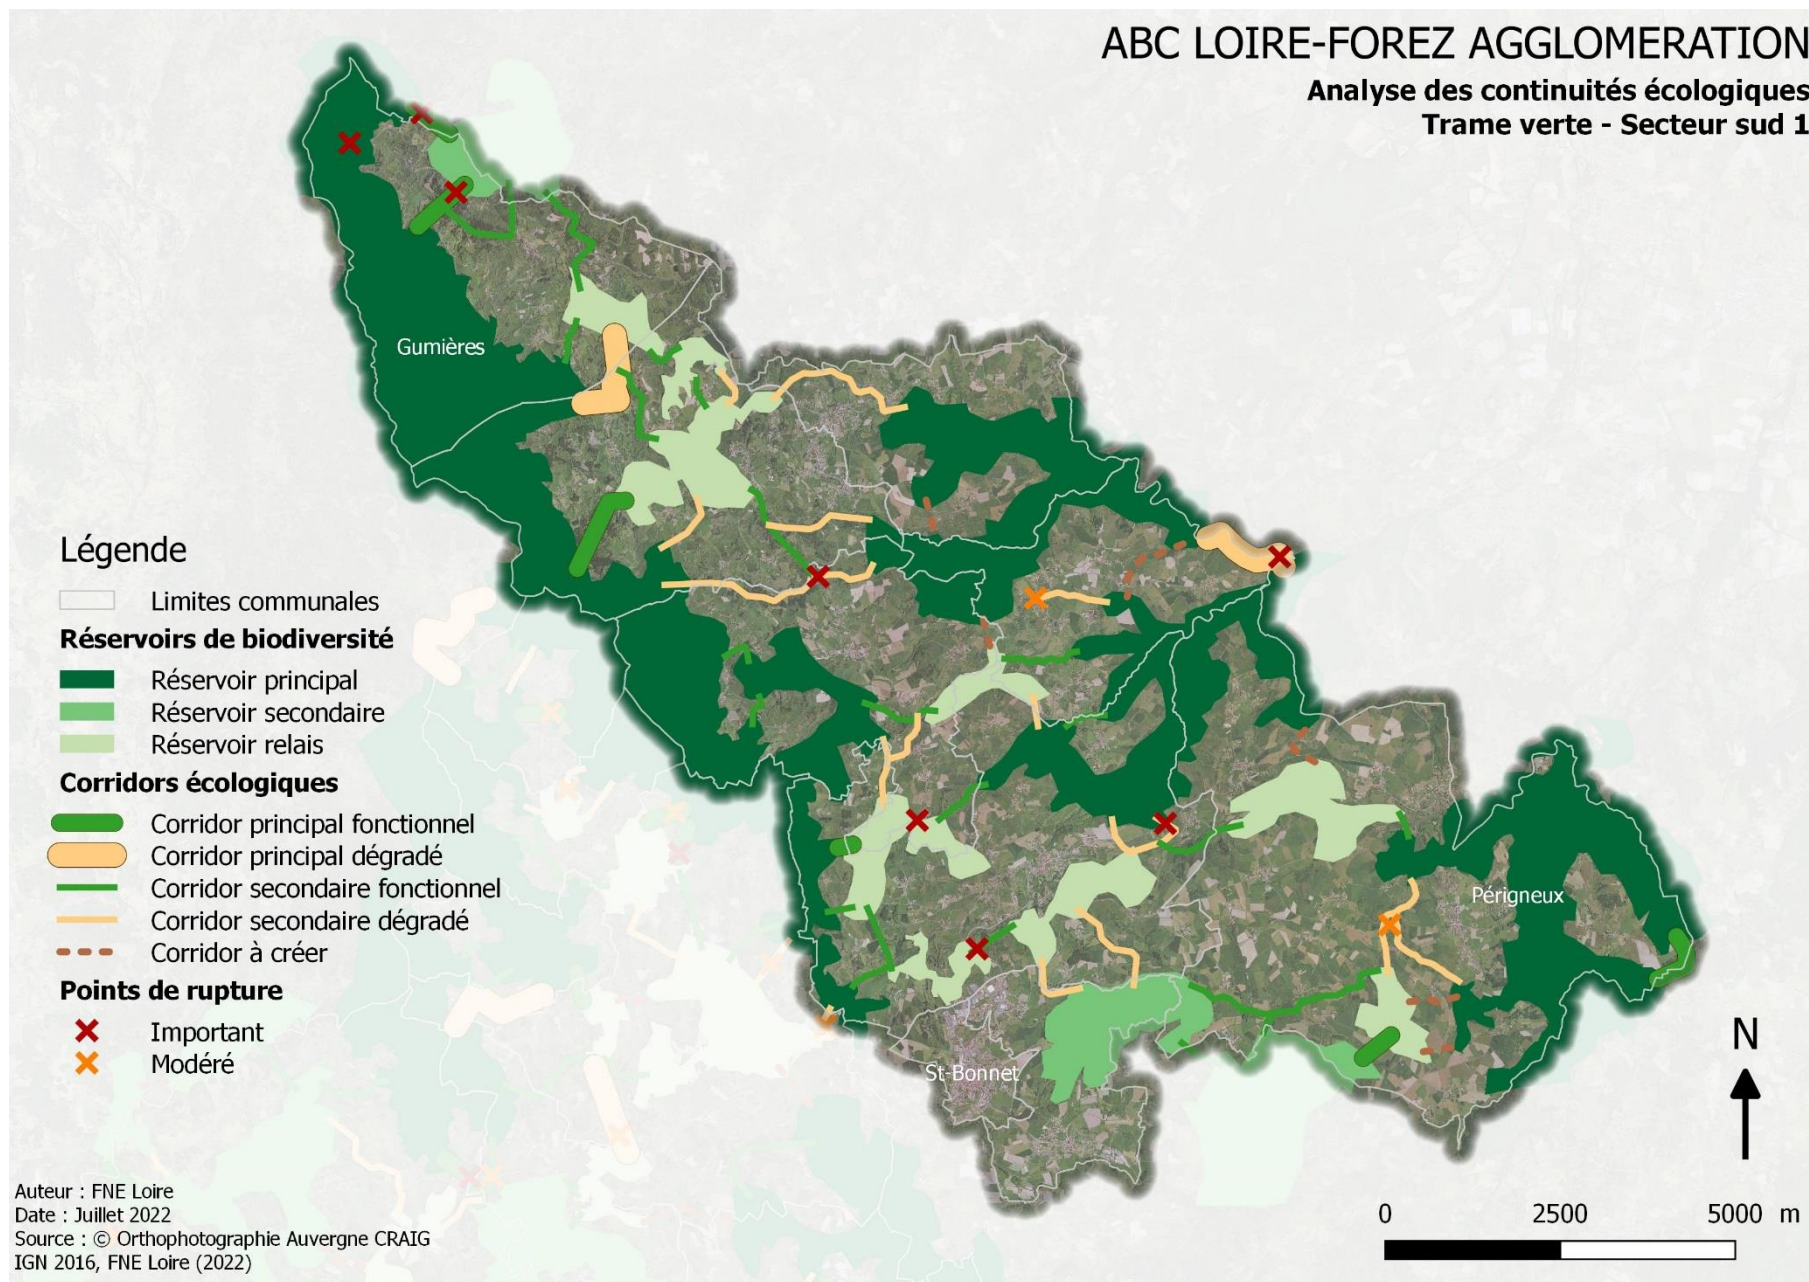 ABC LOIRE-FOREZ AGGLOMERATION
Analyse des continuités écologiques
Trame verte - Secteur sud 1
Gumières
Périgneux
St-Bonnet
Légende
Limites communales
Réservoirs de biodiversité
Réservoir principal
Réservoir secondaire
Réservoir relais
Corridors écologiques
Corridor principal fonctionnel
Corridor principal dégradé
Corridor secondaire fonctionnel
Corridor secondaire dégradé
Corridor à créer
Points de rupture
Important
Modéré
N
0 2500 5000 m
Auteur : FNE Loire
Date : Juillet 2022
Source : © Orthophotographie Auvergne CRAIG
IGN 2016, FNE Loire (2022)